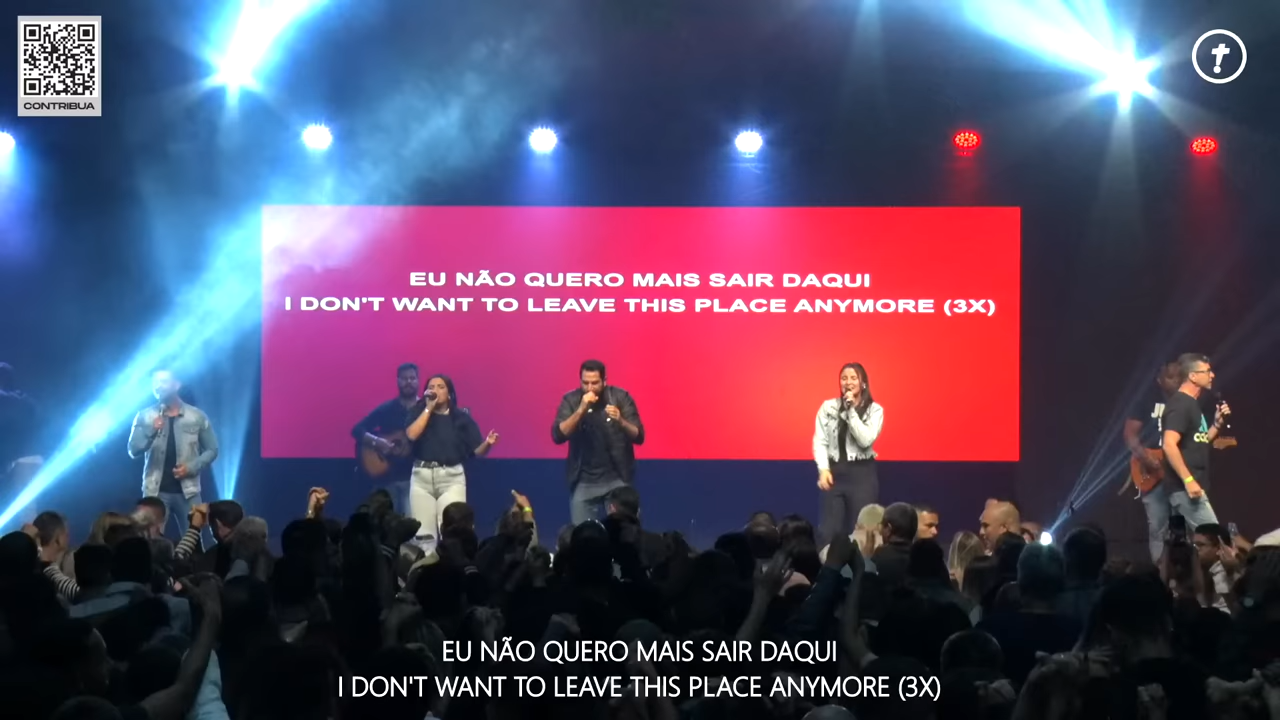 CONTRIBUA
EU NÃO QUERO MAIS SAIR DAQUI
I DON'T WANT TO LEAVE THIS PLACE ANYMORE (3X)
EU NÃO QUERO MAIS SAIR DAQUI
I DON'T WANT TO LEAVE THIS PLACE ANYMORE (3X)